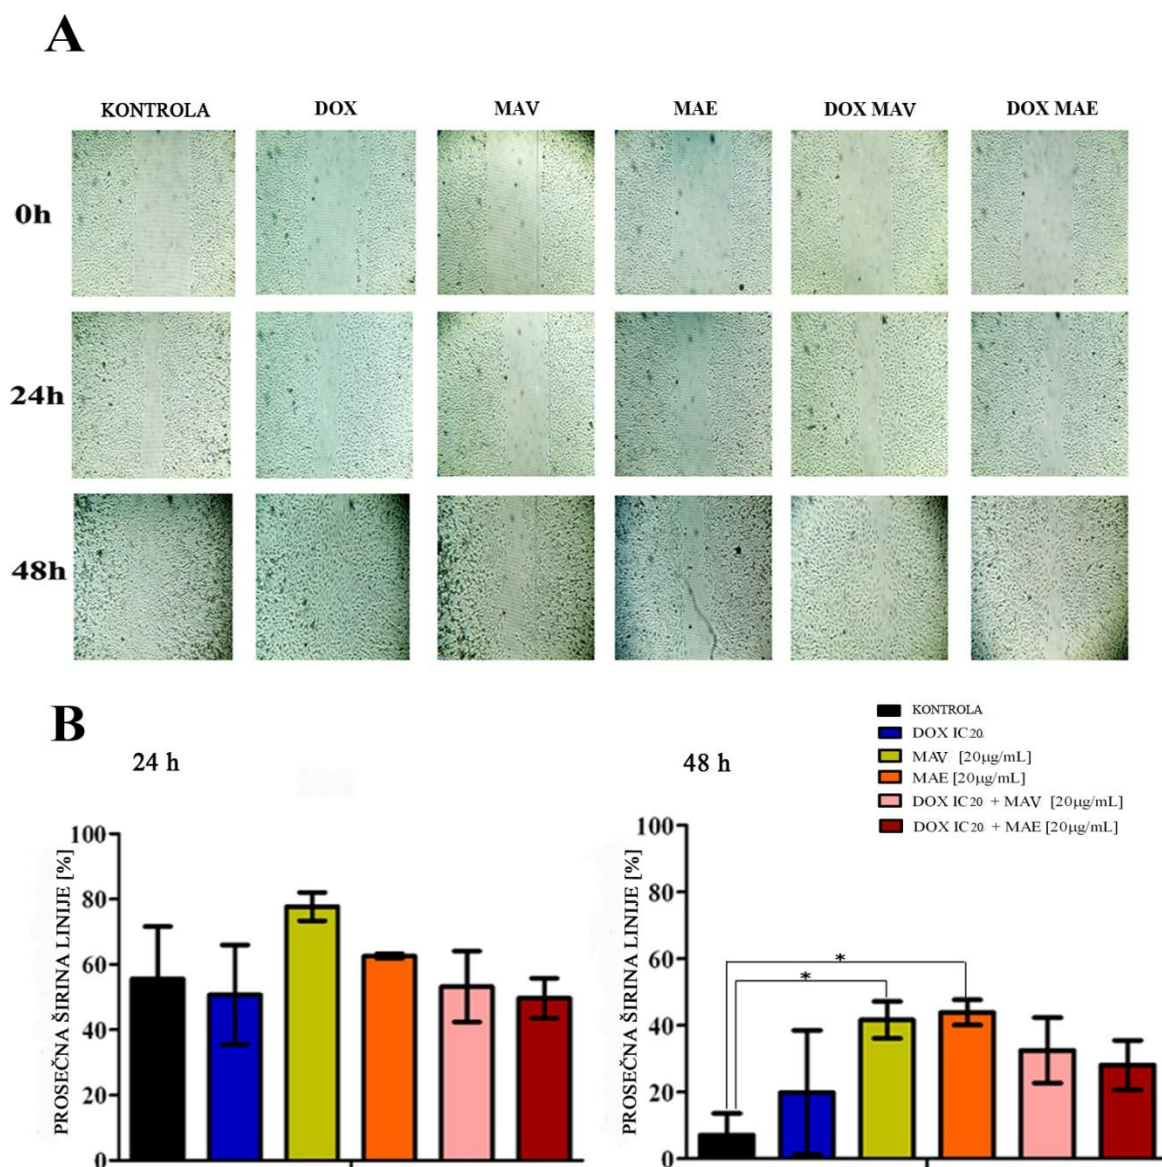 A
KONTROLA DOX MAV MAE DOX MAV DOX MAE
0h
24h
48h
B
24 h
48 h
KONTROLA
DOX IC20
MAV [20µg/mL]
MAE [20µg/mL]
DOX IC20 + MAV [20µg/mL]
DOX IC20 + MAE [20µg/mL]
PROSEČNA ŠIRINA LINIJE [%]
100
80
60
40
20
0
PROSEČNA ŠIRINA LINIJE [%]
100
80
60
40
20
0
*
*